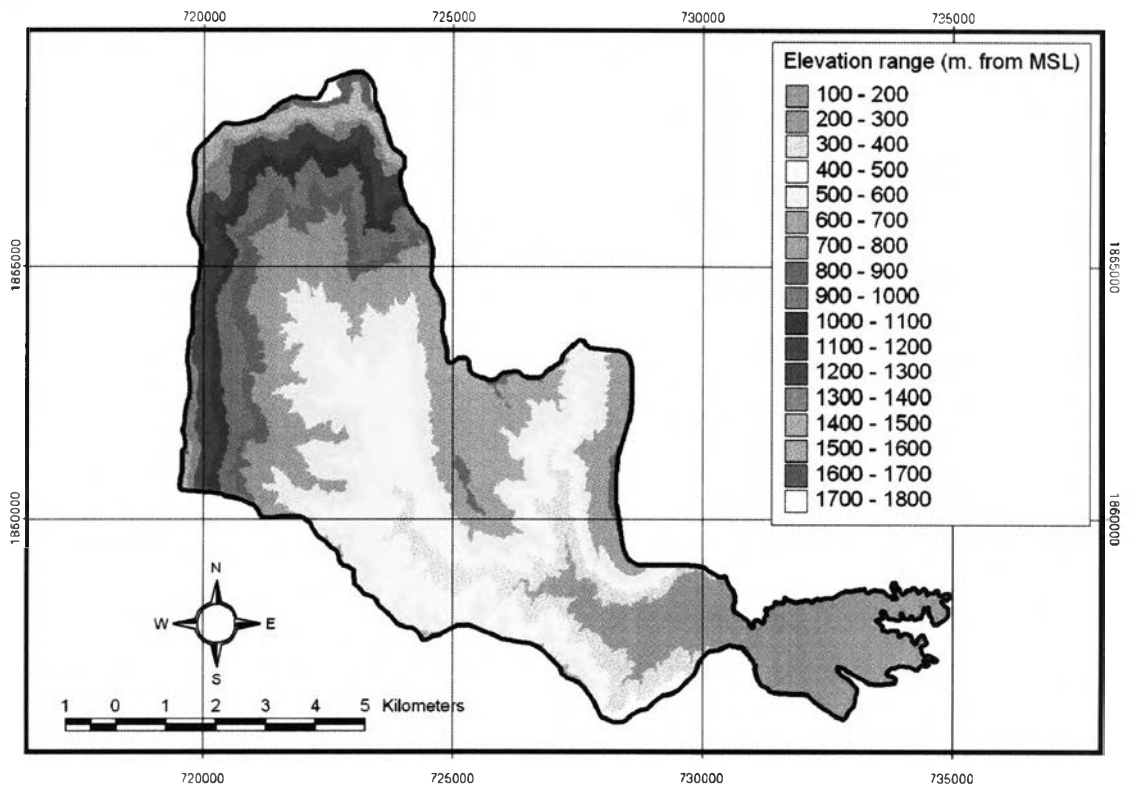 720000 725000 730000 735000
Elevation range (m. from MSL)
100 - 200
200 - 300
300 - 400
400 - 500
500 - 600
600 - 700
700 - 800
800 - 900
900 - 1000
1000 - 1100
1100 - 1200
1200 - 1300
1300 - 1400
1400 - 1500
1500 - 1600
1600 - 1700
1700 - 1800
1865000 1865000
1860000 1860000
N
W E
S
1 0 1 2 3 4 5 Kilometers
720000 725000 730000 735000